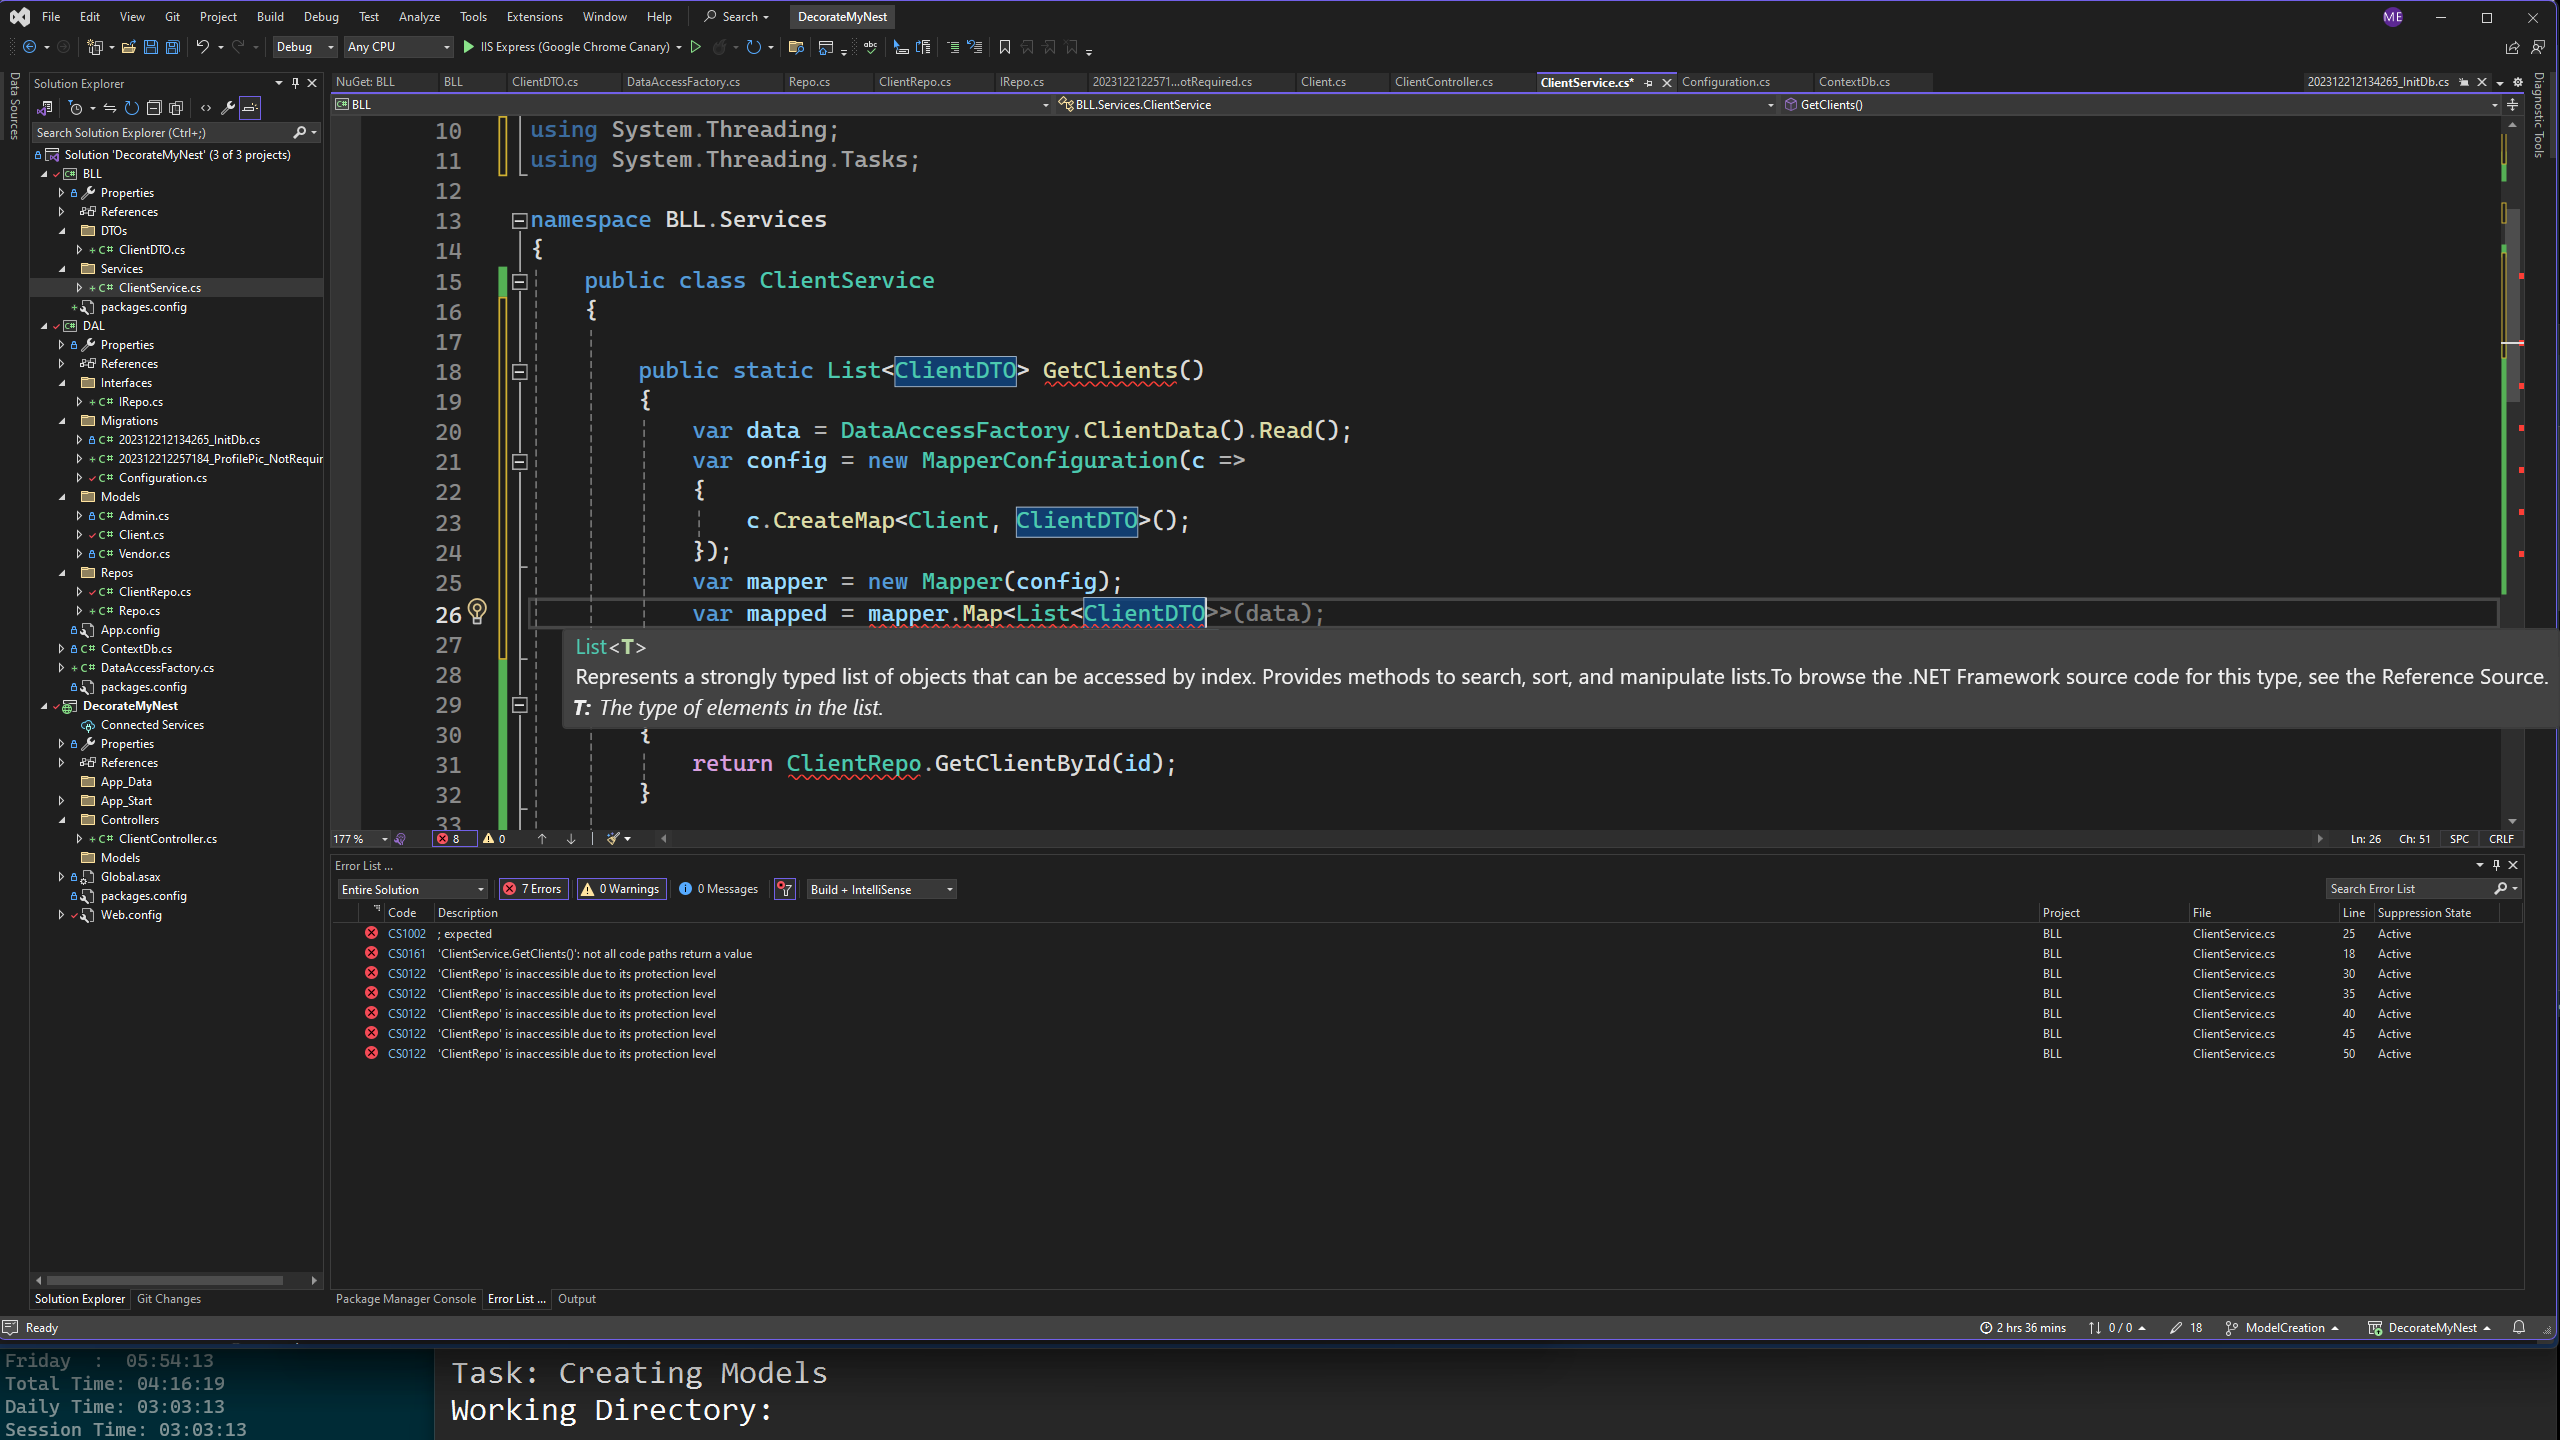 File Edit View Git Project Build Debug Test Analyze Tools Extensions Window Help Search DecorateMyNest ME
Debug Any CPU IIS Express (Google Chrome Canary)
Data Sources
Solution Explorer
Search Solution Explorer (Ctrl+;)
Solution 'DecorateMyNest' (3 of 3 projects)
BLL
Properties
References
DTOs
C# ClientDTO.cs
Services
C# ClientService.cs
packages.config
DAL
Properties
References
Interfaces
C# IRepo.cs
Migrations
C# 202312212134265_InitDb.cs
C# 202312212257184_ProfilePic_NotRequir
C# Configuration.cs
Models
C# Admin.cs
C# Client.cs
C# Vendor.cs
Repos
C# ClientRepo.cs
C# Repo.cs
App.config
C# ContextDb.cs
C# DataAccessFactory.cs
packages.config
DecorateMyNest
Connected Services
Properties
References
App_Data
App_Start
Controllers
C# ClientController.cs
Models
Global.asax
packages.config
Web.config
Solution Explorer Git Changes
NuGet: BLL BLL ClientDTO.cs DataAccessFactory.cs Repo.cs ClientRepo.cs IRepo.cs 2023122122571...otRequired.cs Client.cs ClientController.cs ClientService.cs* Configuration.cs ContextDb.cs 202312212134265_InitDb.cs
BLL BLL.Services.ClientService GetClients()
Diagnostic Tools
10 using System.Threading;
11 using System.Threading.Tasks;
12
13 namespace BLL.Services
14 {
15 public class ClientService
16 {
17
18 public static List<ClientDTO> GetClients()
19 {
20 var data = DataAccessFactory.ClientData().Read();
21 var config = new MapperConfiguration(c =>
22 {
23 c.CreateMap<Client, ClientDTO>();
24 });
25 var mapper = new Mapper(config);
26 var mapped = mapper.Map<List<ClientDTO>>(data);
27 List<T>
28 Represents a strongly typed list of objects that can be accessed by index. Provides methods to search, sort, and manipulate lists.To browse the .NET Framework source code for this type, see the Reference Source.
29 T: The type of elements in the list.
30 {
31 return ClientRepo.GetClientById(id);
32 }
33
177 % 8 0 Ln: 26 Ch: 51 SPC CRLF
Error List ...
Entire Solution 7 Errors 0 Warnings 0 Messages Build + IntelliSense Search Error List
Code Description Project File Line Suppression State
CS1002 ; expected BLL ClientService.cs 25 Active
CS0161 'ClientService.GetClients()': not all code paths return a value BLL ClientService.cs 18 Active
CS0122 'ClientRepo' is inaccessible due to its protection level BLL ClientService.cs 30 Active
CS0122 'ClientRepo' is inaccessible due to its protection level BLL ClientService.cs 35 Active
CS0122 'ClientRepo' is inaccessible due to its protection level BLL ClientService.cs 40 Active
CS0122 'ClientRepo' is inaccessible due to its protection level BLL ClientService.cs 45 Active
CS0122 'ClientRepo' is inaccessible due to its protection level BLL ClientService.cs 50 Active
Package Manager Console Error List ... Output
Ready 2 hrs 36 mins 0 / 0 18 ModelCreation DecorateMyNest
Friday : 05:54:13
Total Time: 04:16:19
Daily Time: 03:03:13
Session Time: 03:03:13
Task: Creating Models
Working Directory: